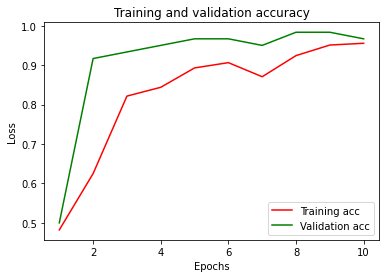 Training and validation accuracy
1.0
0.9
0.8
0.7
0.6
0.5
Loss
Training acc
Validation acc
2 4 6 8 10
Epochs